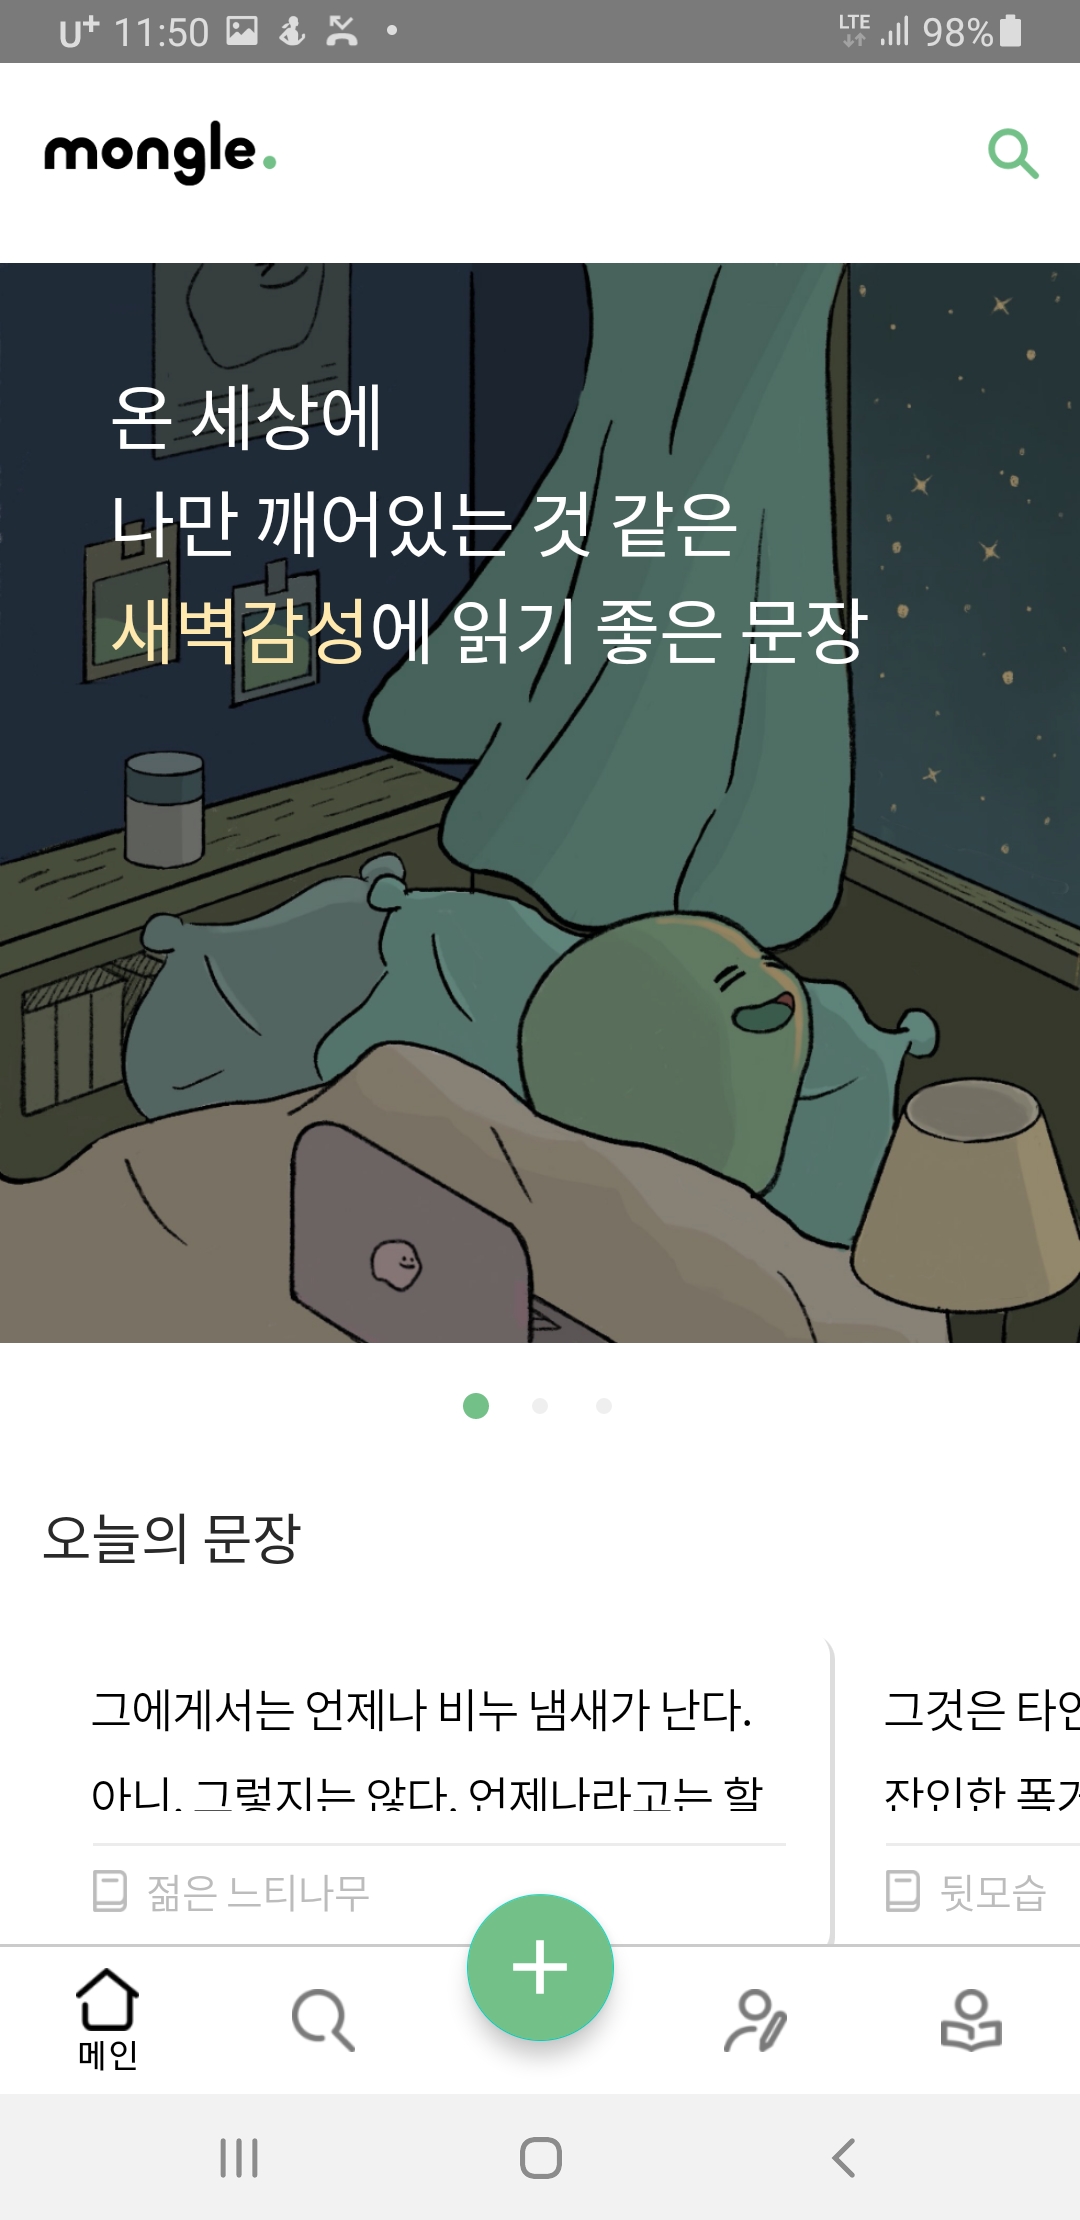 U+ 11:50 LTE 98%
mongle.
온 세상에
나만 깨어있는 것 같은
새벽감성에 읽기 좋은 문장
오늘의 문장
그에게서는 언제나 비누 냄새가 난다.
아니, 그렇지는 않다. 언제나라고는 할
젊은 느티나무
그것은 타인
잔인한 폭거
뒷모습
메인